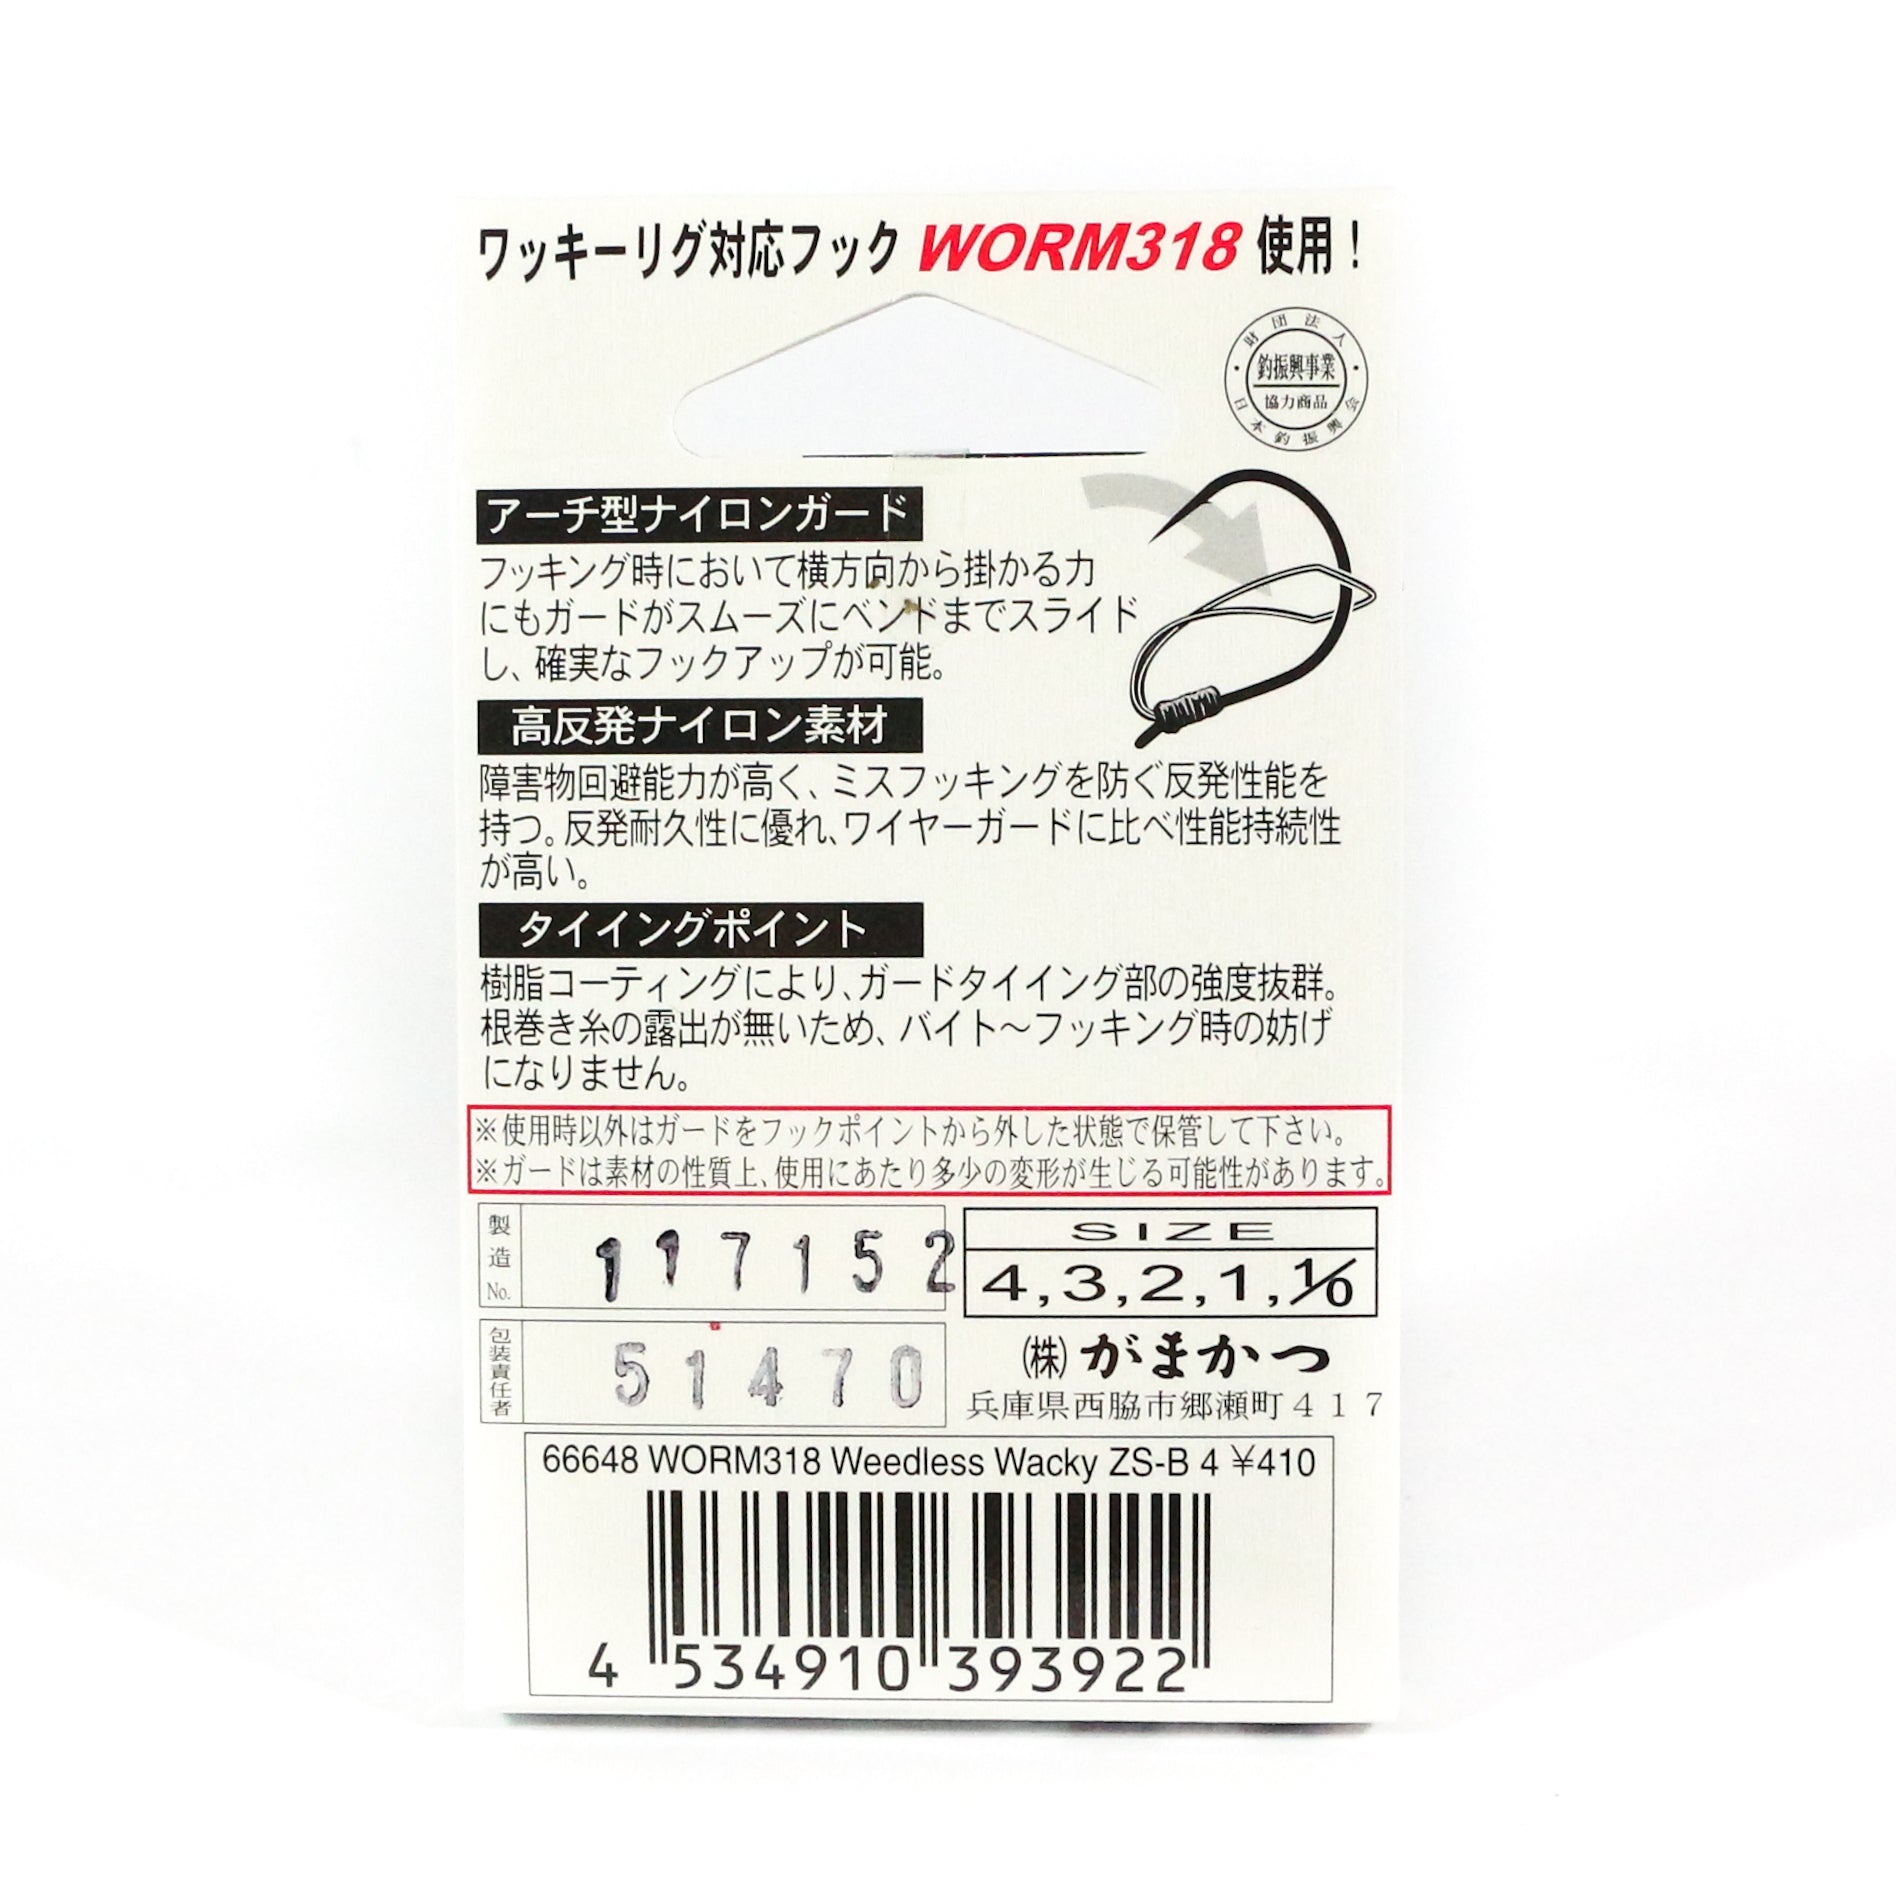 ワッキーリグ対応フック WORM318 使用！
財団法人
釣振興事業
協力商品
日本釣振興会
アーチ型ナイロンガード
フッキング時において横方向から掛かる力
にもガードがスムーズにベンドまでスライド
し、確実なフックアップが可能。
高反発ナイロン素材
障害物回避能力が高く、ミスフッキングを防ぐ反発性能を
持つ。反発耐久性に優れ、ワイヤーガードに比べ性能持続性
が高い。
タイイングポイント
樹脂コーティングにより、ガードタイイング部の強度抜群。
根巻き糸の露出が無いため、バイト～フッキング時の妨げ
になりません。
※使用時以外はガードをフックポイントから外した状態で保管して下さい。
※ガードは素材の性質上、使用にあたり多少の変形が生じる可能性があります。
製造No. 117152
包装責任者 51470
SIZE
4,3,2,1,1/0
㈱がまかつ
兵庫県西脇市郷瀬町417
66648 WORM318 Weedless Wacky ZS-B 4 ¥410
4 534910 393922